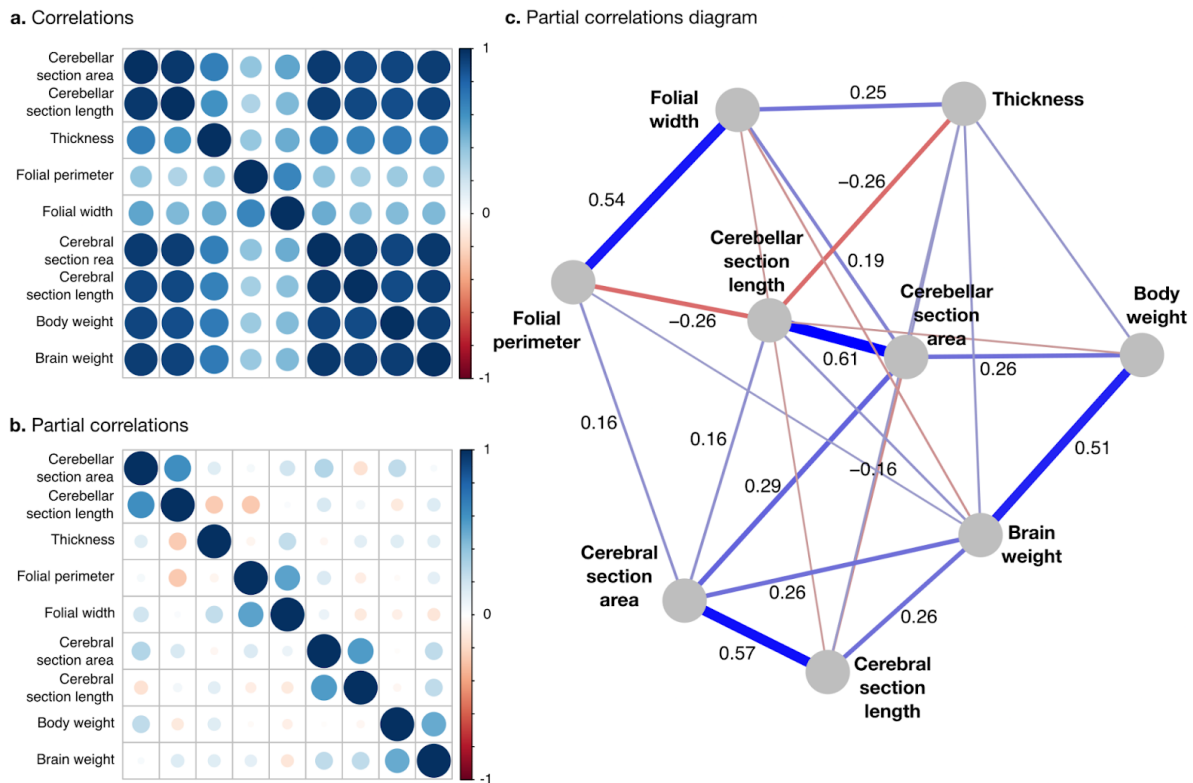 a. Correlations
Cerebellar
section area
Cerebellar
section length
Thickness
Folial perimeter
Folial width
Cerebral
section rea
Cerebral
section length
Body weight
Brain weight
1
0
-1
b. Partial correlations
Cerebellar
section area
Cerebellar
section length
Thickness
Folial perimeter
Folial width
Cerebral
section area
Cerebral
section length
Body weight
Brain weight
1
0
-1
c. Partial correlations diagram
Folial
width
0.25
Thickness
0.54
−0.26
Cerebellar
section
length
0.19
Folial
perimeter
−0.26
0.61
Cerebellar
section
area
Body
weight
0.26
0.16
0.16
0.29
−0.16
0.51
Brain
weight
Cerebral
section
area
0.26
0.26
0.57
Cerebral
section
length